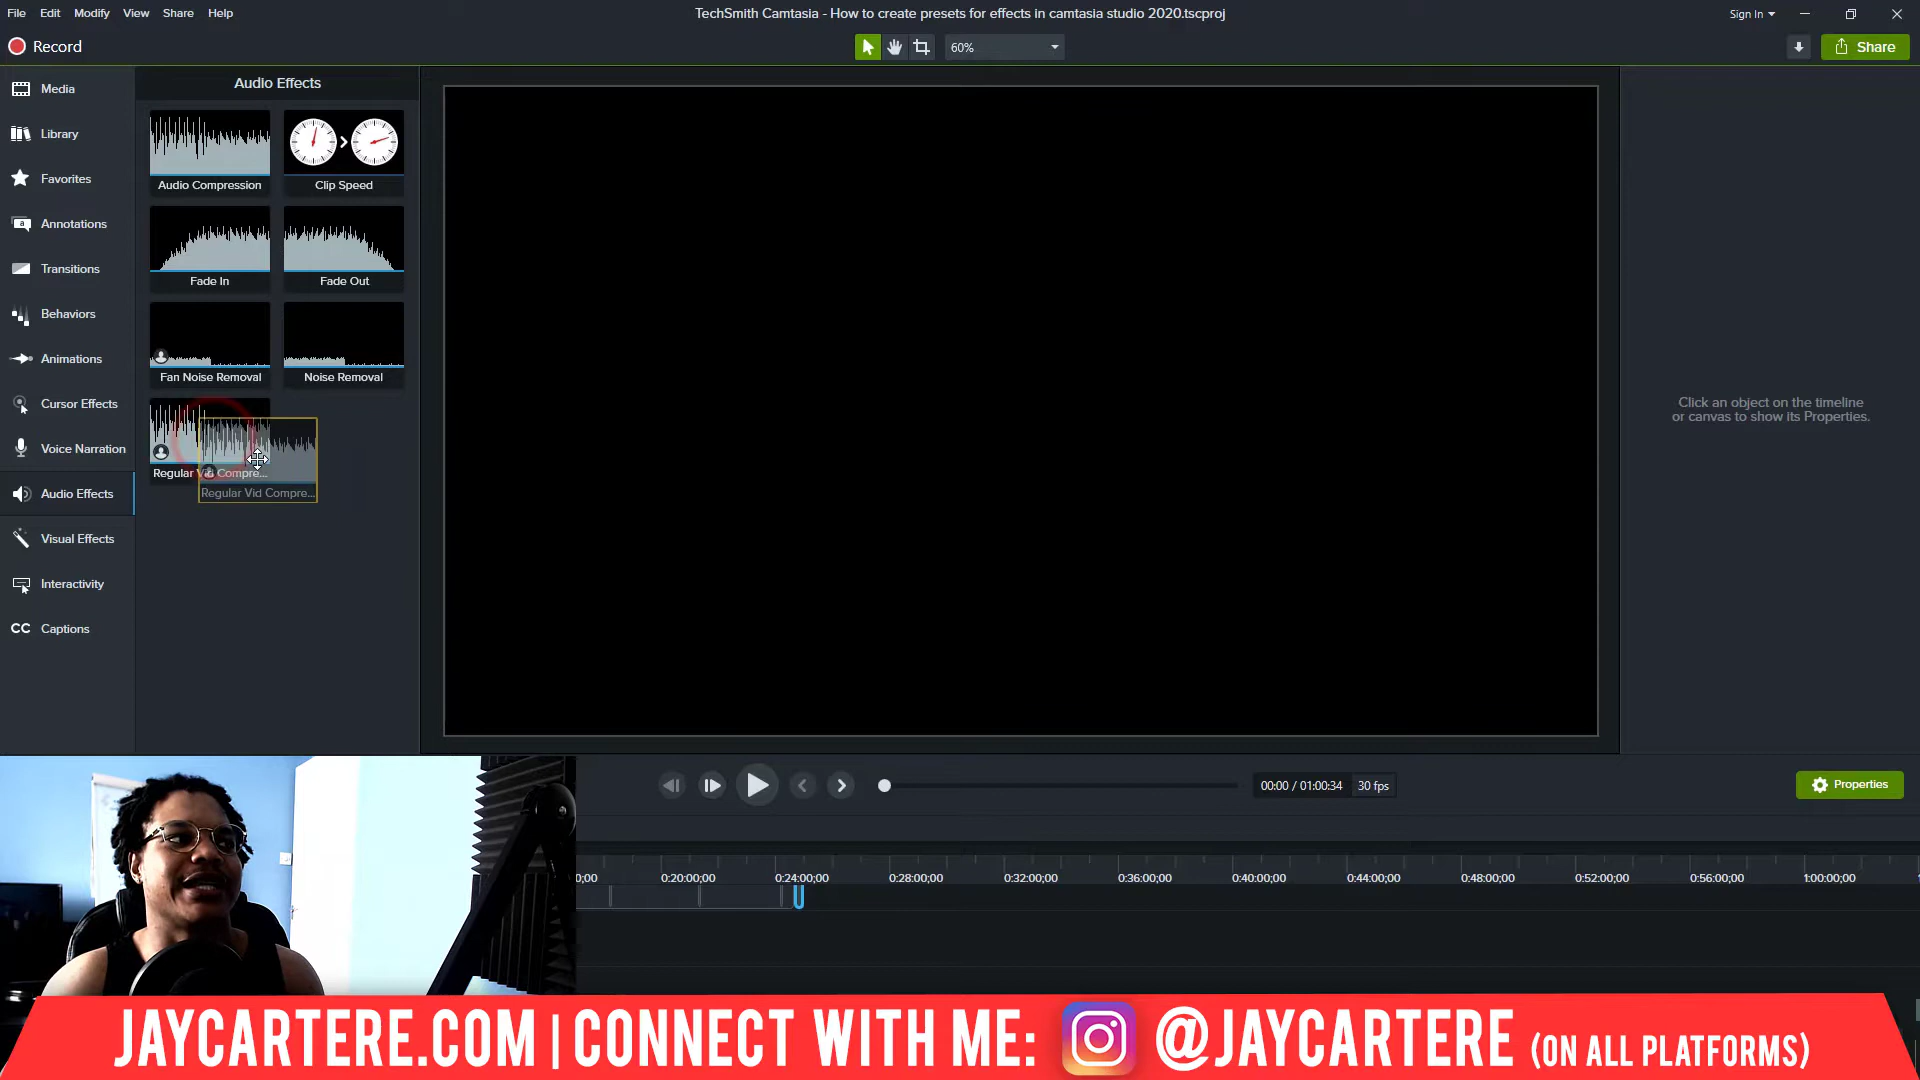 File Edit Modify View Share Help
TechSmith Camtasia - How to create presets for effects in camtasia studio 2020.tscproj
Sign In
Record
60%
Share
Media
Library
Favorites
Annotations
Transitions
Behaviors
Animations
Cursor Effects
Voice Narration
Audio Effects
Visual Effects
Interactivity
CC Captions
Audio Effects
Audio Compression Clip Speed
Fade In Fade Out
Fan Noise Removal Noise Removal
Regular Vid Compre...
Regular Vid Compre...
Click an object on the timeline
or canvas to show its Properties.
00:00 / 01:00:34 30 fps
Properties
0:20:00;00 0:24:00;00 0:28:00;00 0:32:00;00 0:36:00;00 0:40:00;00 0:44:00;00 0:48:00;00 0:52:00;00 0:56:00;00 1:00:00;00
JAYCARTERE.COM | CONNECT WITH ME: @JAYCARTERE (ON ALL PLATFORMS)